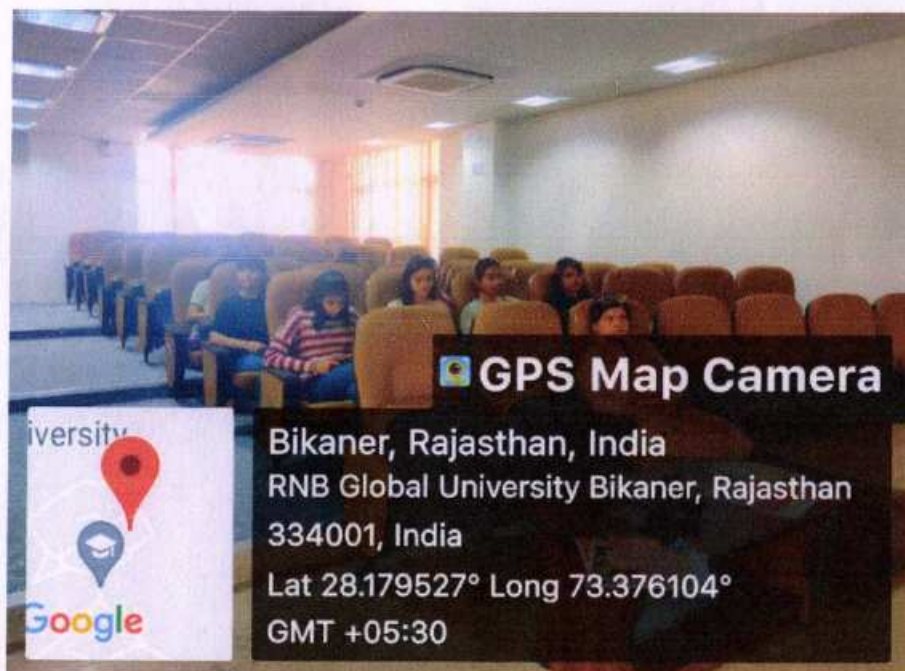 GPS Map Camera
iversity
Google
Bikaner, Rajasthan, India
RNB Global University Bikaner, Rajasthan
334001, India
Lat 28.179527° Long 73.376104°
GMT +05:30